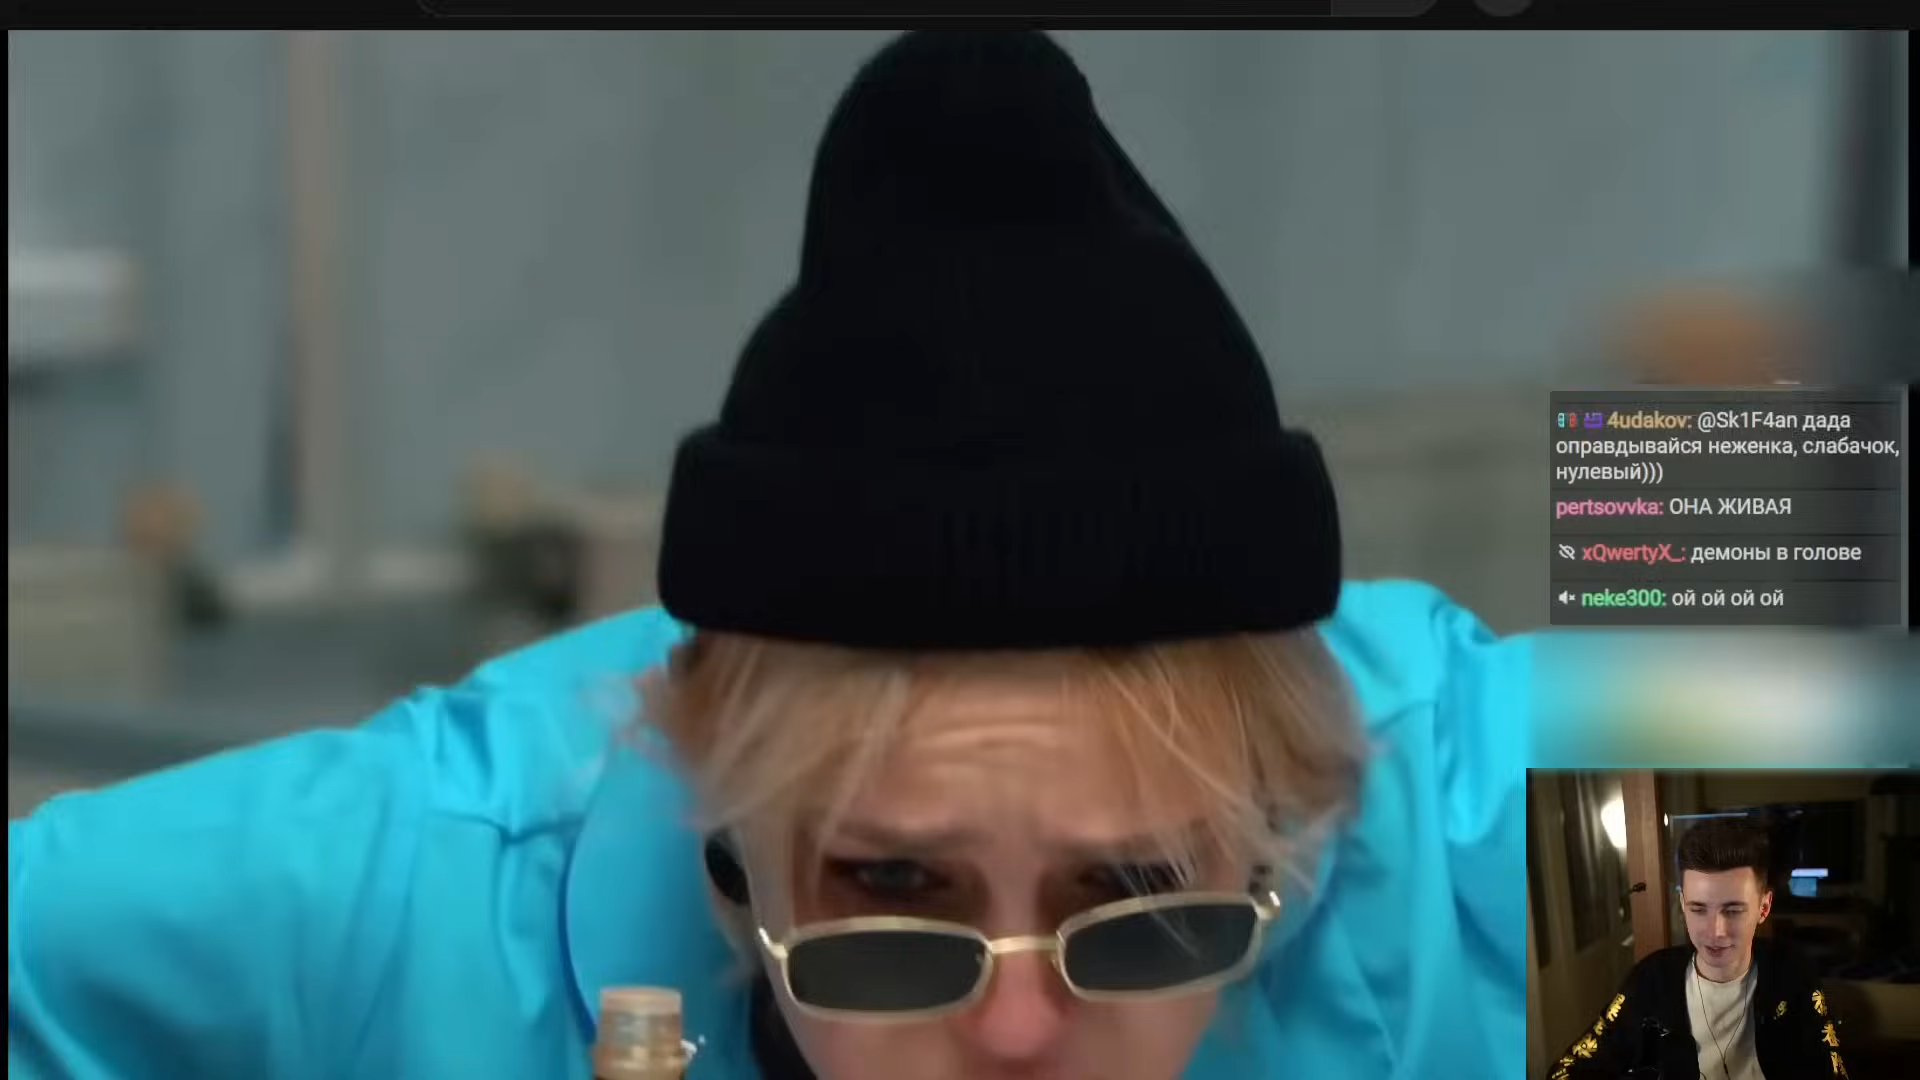 4udakov: @Sk1F4an дада
оправдывайся неженка, слабачок,
нулевый)))
pertsovvka: ОНА ЖИВАЯ
xQwertyX_: демоны в голове
neke300: ой ой ой ой